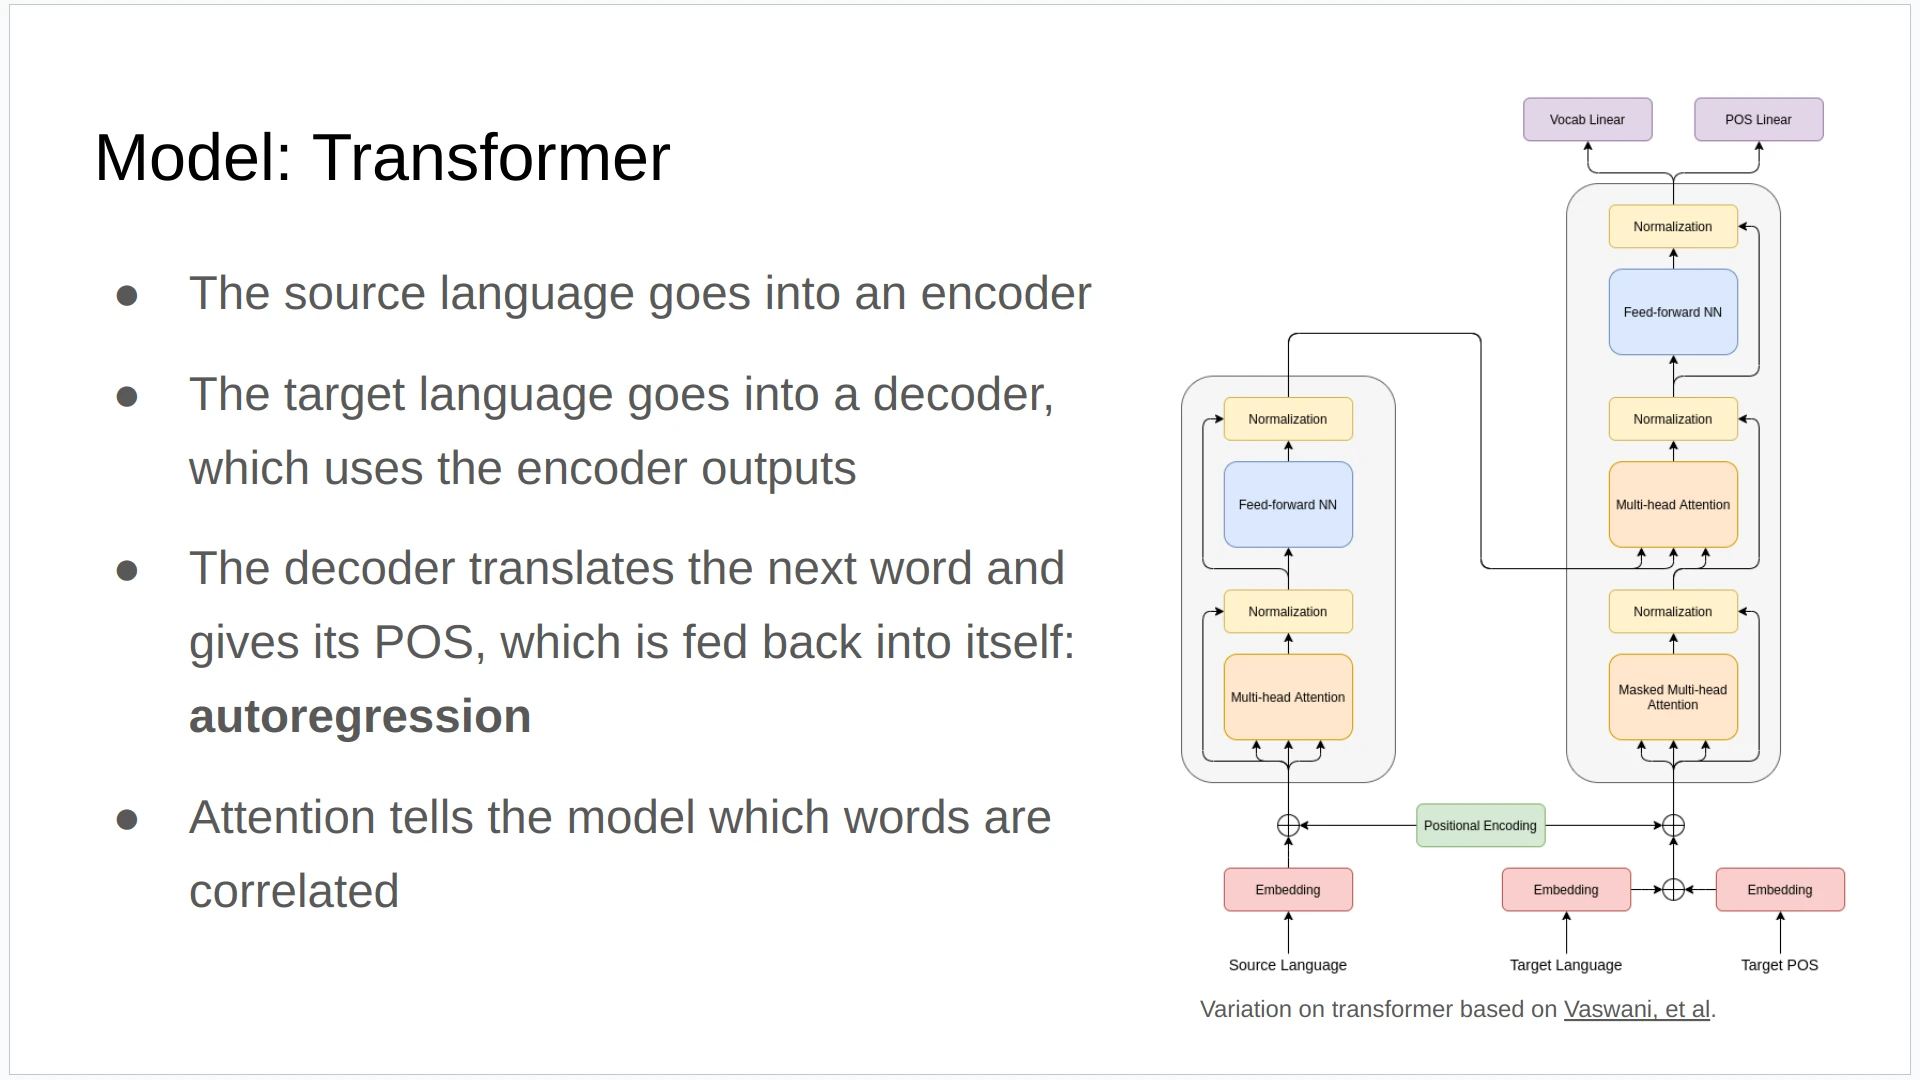 Model: Transformer
● The source language goes into an encoder
● The target language goes into a decoder,
which uses the encoder outputs
● The decoder translates the next word and
gives its POS, which is fed back into itself:
autoregression
● Attention tells the model which words are
correlated
Vocab Linear
POS Linear
Normalization
Feed-forward NN
Normalization
Multi-head Attention
Normalization
Masked Multi-head
Attention
Normalization
Feed-forward NN
Normalization
Multi-head Attention
Positional Encoding
Embedding
Embedding
Embedding
Source Language
Target Language
Target POS
Variation on transformer based on Vaswani, et al.